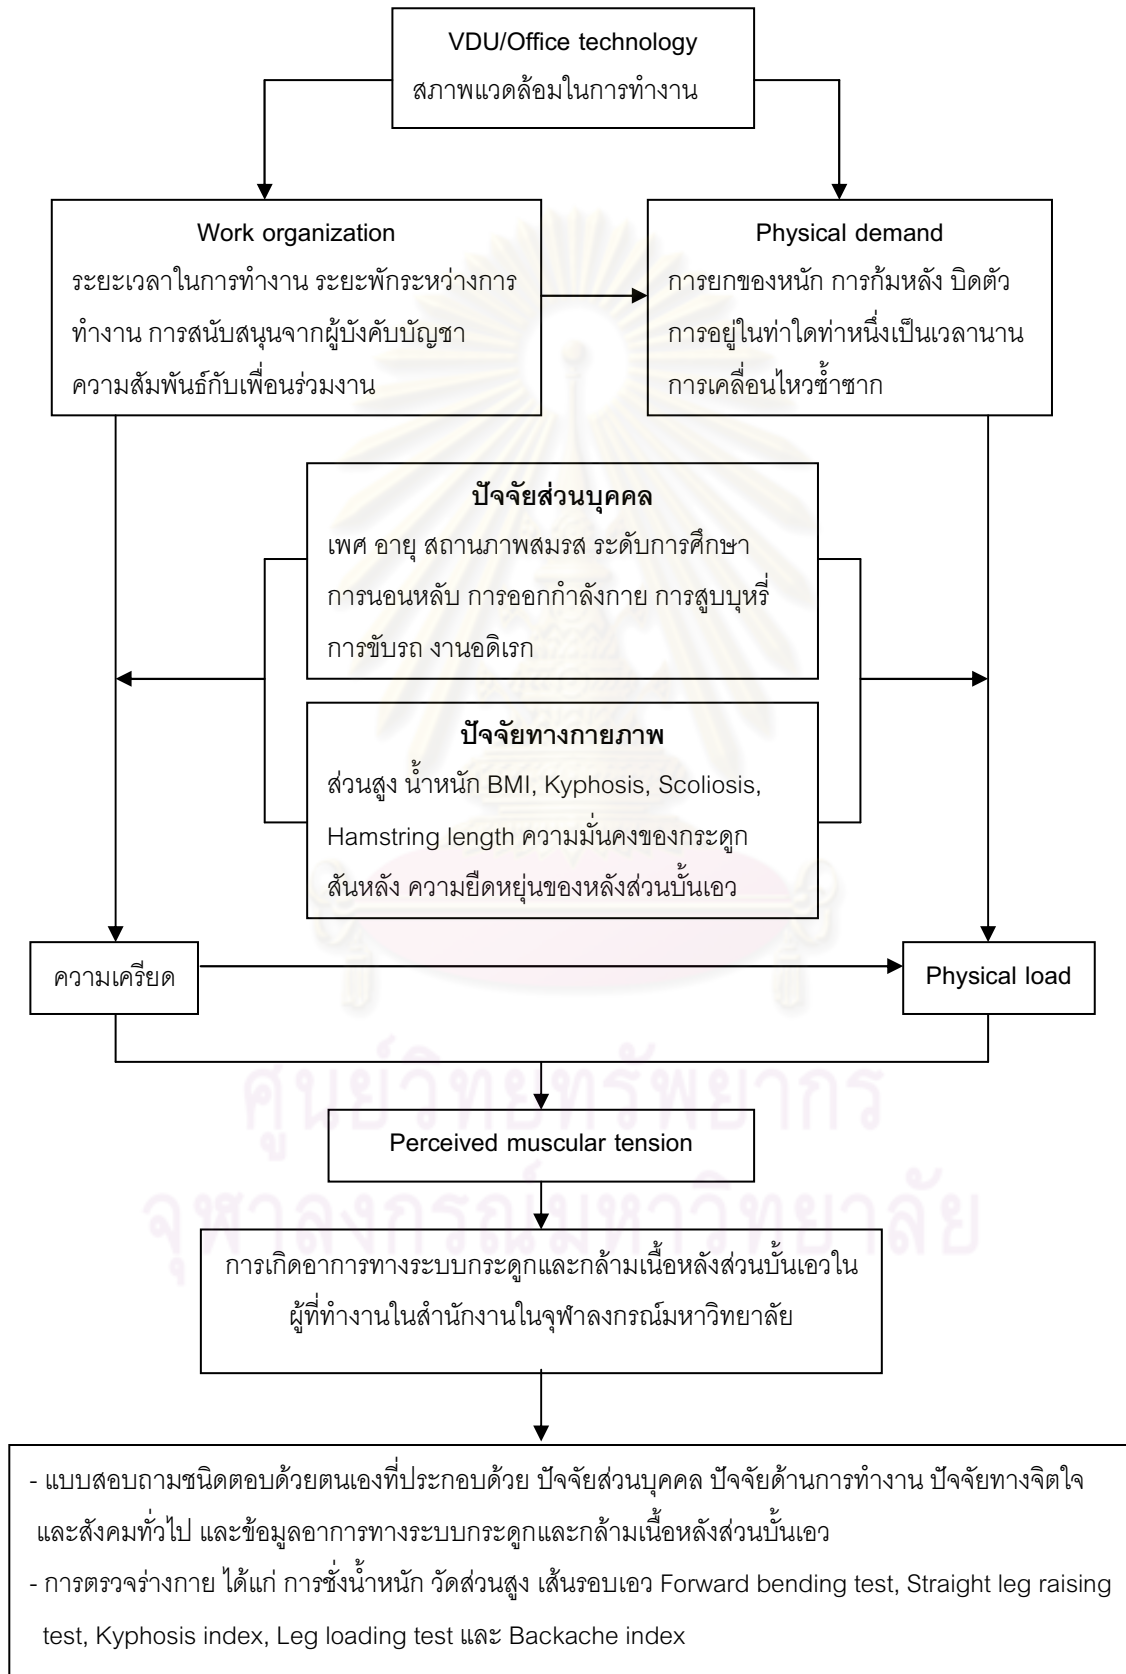 VDU/Office technology
สภาพแวดล้อมในการทำงาน
Work organization
ระยะเวลาในการทำงาน ระยะพักระหว่างการ
ทำงาน การสนับสนุนจากผู้บังคับบัญชา
ความสัมพันธ์กับเพื่อนร่วมงาน
Physical demand
การยกของหนัก การก้มหลัง บิดตัว
การอยู่ในท่าใดท่าหนึ่งเป็นเวลานาน
การเคลื่อนไหวซ้ำซาก
ปัจจัยส่วนบุคคล
เพศ อายุ สถานภาพสมรส ระดับการศึกษา
การนอนหลับ การออกกำลังกาย การสูบบุหรี่
การขับรถ งานอดิเรก
ปัจจัยทางกายภาพ
ส่วนสูง น้ำหนัก BMI, Kyphosis, Scoliosis,
Hamstring length ความมั่นคงของกระดูก
สันหลัง ความยืดหยุ่นของหลังส่วนบั้นเอว
ความเครียด
Physical load
ศูนย์วิทยทรัพยากร
Perceived muscular tension
จุฬาลงกรณ์มหาวิทยาลัย
การเกิดอาการทางระบบกระดูกและกล้ามเนื้อหลังส่วนบั้นเอวใน
ผู้ที่ทำงานในสำนักงานในจุฬาลงกรณ์มหาวิทยาลัย
- แบบสอบถามชนิดตอบด้วยตนเองที่ประกอบด้วย ปัจจัยส่วนบุคคล ปัจจัยด้านการทำงาน ปัจจัยทางจิตใจ
และสังคมทั่วไป และข้อมูลอาการทางระบบกระดูกและกล้ามเนื้อหลังส่วนบั้นเอว
- การตรวจร่างกาย ได้แก่ การชั่งน้ำหนัก วัดส่วนสูง เส้นรอบเอว Forward bending test, Straight leg raising
test, Kyphosis index, Leg loading test และ Backache index